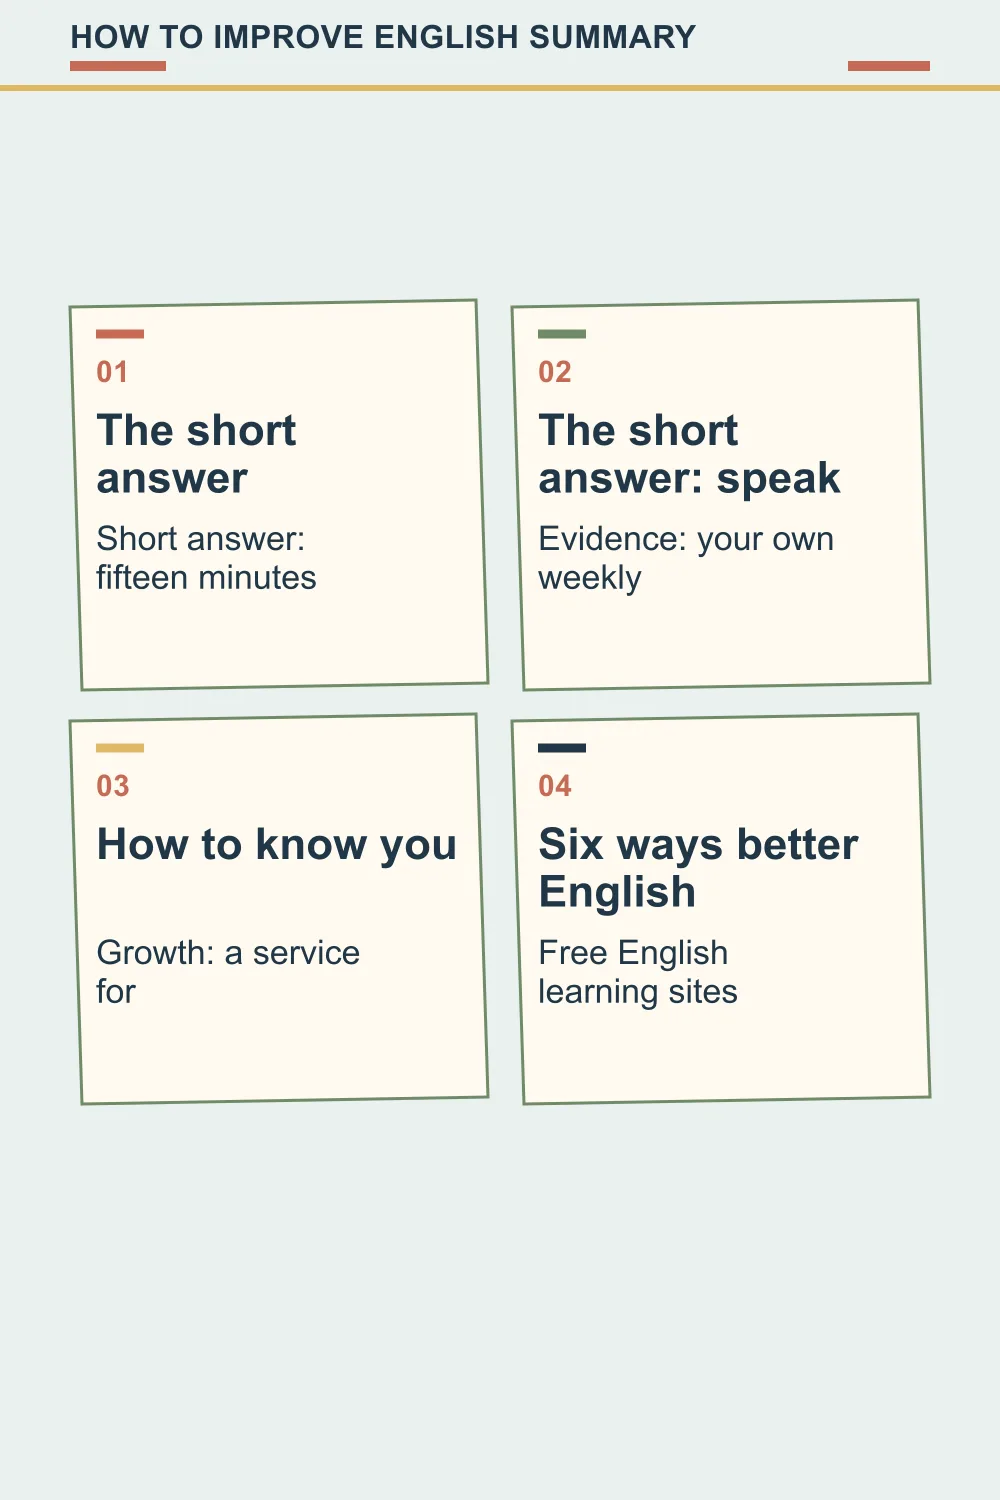 HOW TO IMPROVE ENGLISH SUMMARY
01
The short
answer
Short answer:
fifteen minutes
02
The short
answer: speak
Evidence: your own
weekly
03
How to know you
Growth: a service
for
04
Six ways better
English
Free English
learning sites